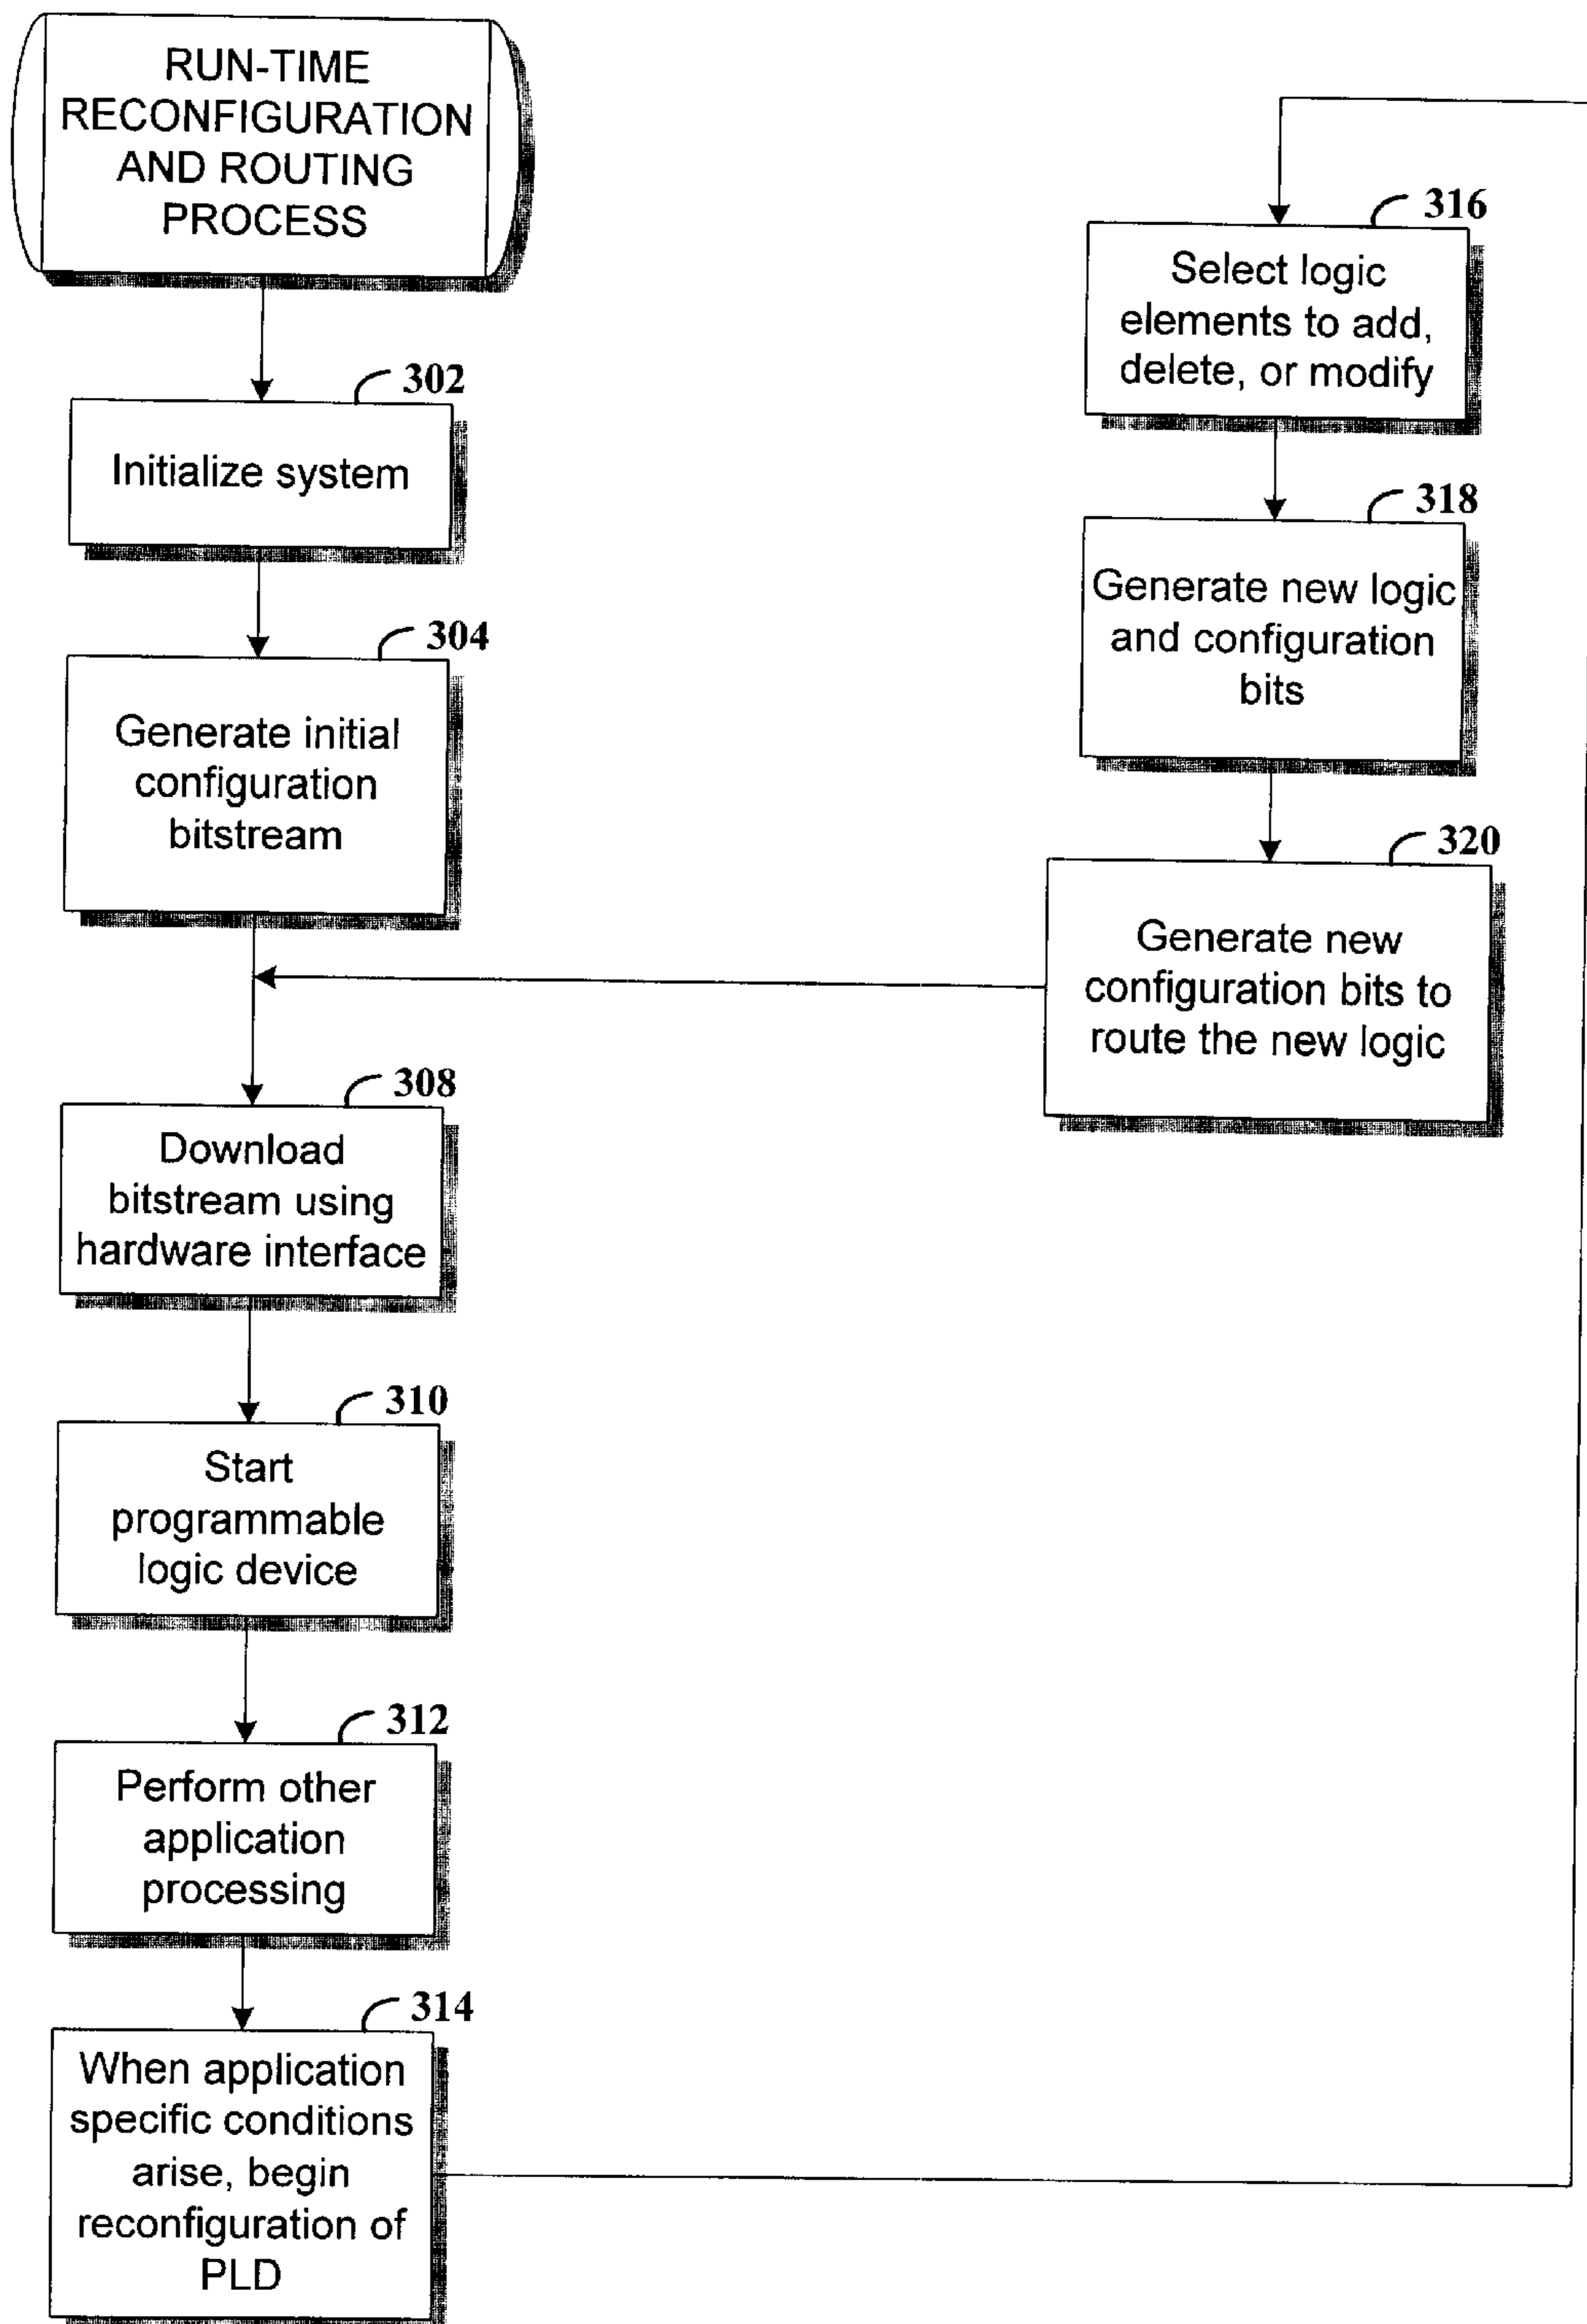 RUN-TIME
RECONFIGURATION
AND ROUTING
PROCESS
302
Initialize system
304
Generate initial
configuration
bitstream
308
Download
bitstream using
hardware interface
310
Start
programmable
logic device
312
Perform other
application
processing
314
When application
specific conditions
arise, begin
reconfiguration of
PLD
316
Select logic
elements to add,
delete, or modify
318
Generate new logic
and configuration
bits
320
Generate new
configuration bits to
route the new logic